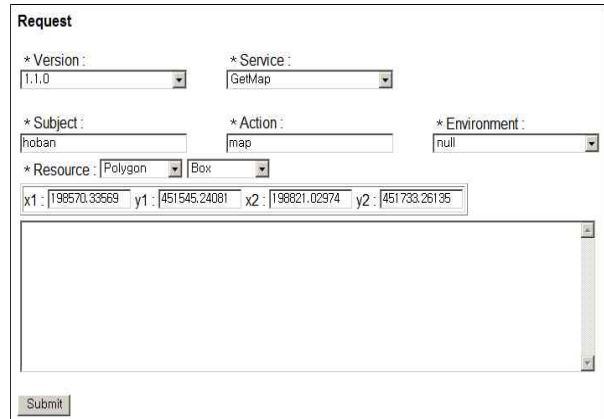 Request
* Version : * Service :
1.1.0 GetMap
* Subject : * Action : * Environment :
hoban map null
* Resource : Polygon Box
x1 : 198570.33569 y1 : 451545.24081 x2 : 198821.02974 y2 : 451733.26135
Submit